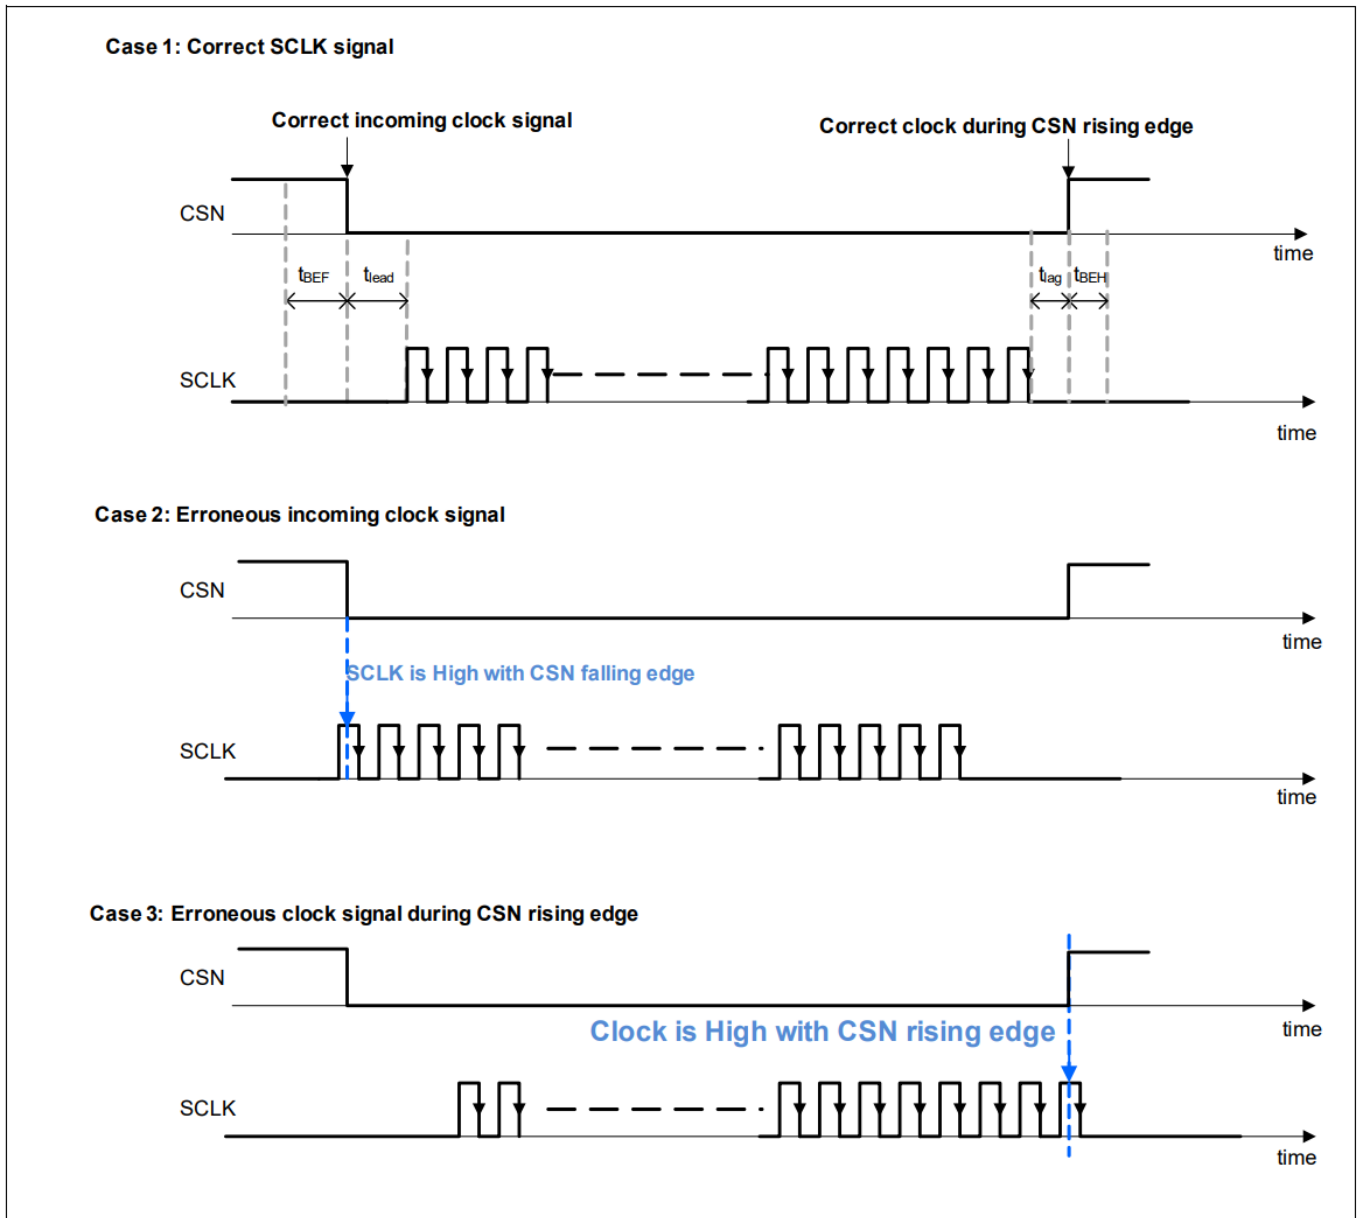 Case 1: Correct SCLK signal
Correct incoming clock signal
Correct clock during CSN rising edge
CSN
time
tBEF
tlead
tlag
tBEH
SCLK
time
Case 2: Erroneous incoming clock signal
CSN
time
SCLK is High with CSN falling edge
SCLK
time
Case 3: Erroneous clock signal during CSN rising edge
CSN
time
Clock is High with CSN rising edge
SCLK
time